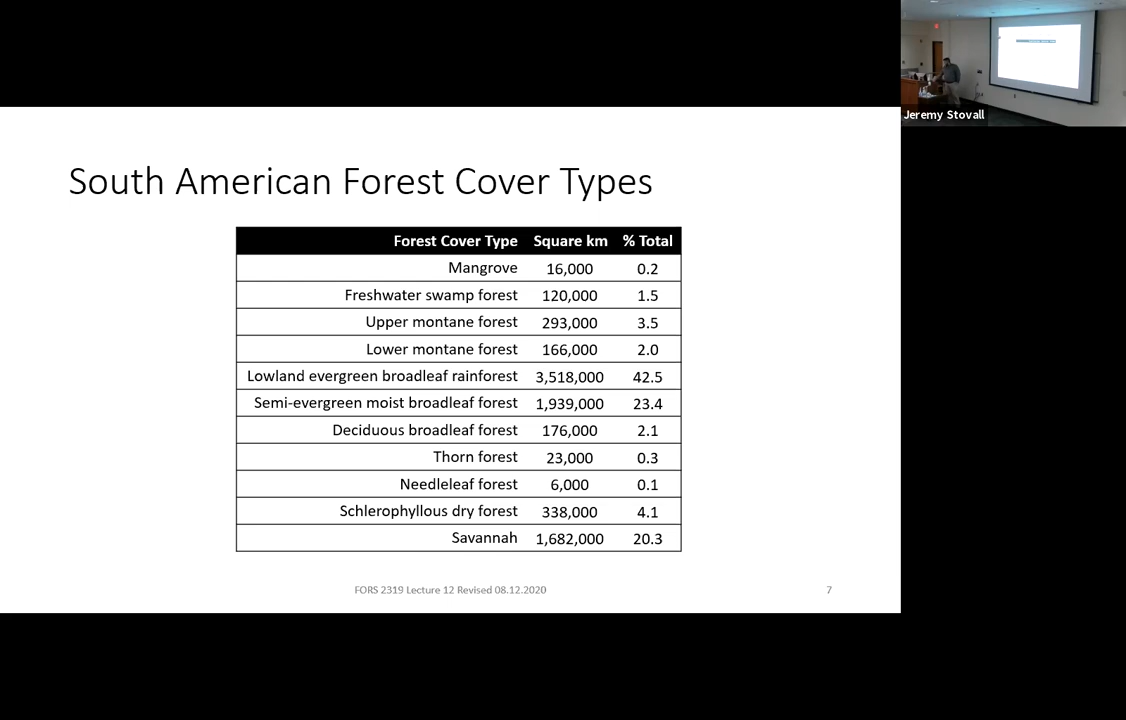 Jeremy Stovall
South American Forest Cover Types
Forest Cover Type Square km % Total
Mangrove 16,000 0.2
Freshwater swamp forest 120,000 1.5
Upper montane forest 293,000 3.5
Lower montane forest 166,000 2.0
Lowland evergreen broadleaf rainforest 3,518,000 42.5
Semi-evergreen moist broadleaf forest 1,939,000 23.4
Deciduous broadleaf forest 176,000 2.1
Thorn forest 23,000 0.3
Needleleaf forest 6,000 0.1
Schlerophyllous dry forest 338,000 4.1
Savannah 1,682,000 20.3
FORS 2319 Lecture 12 Revised 08.12.2020 7